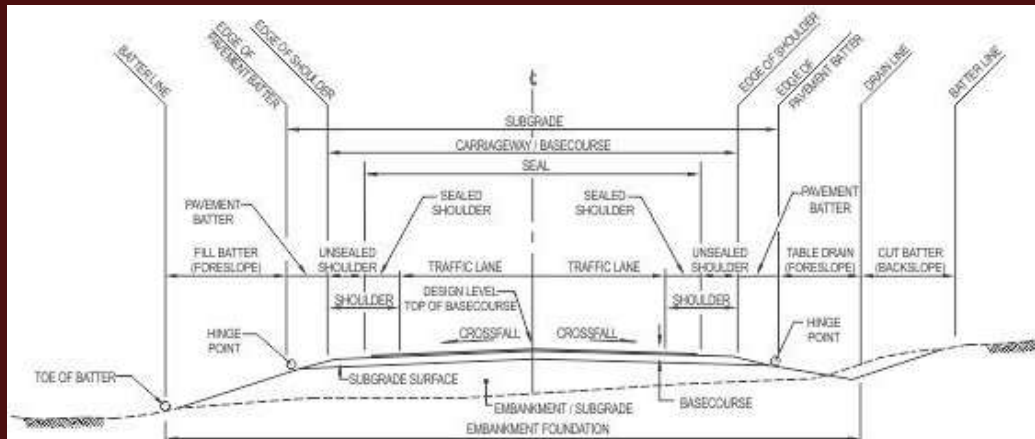 BATTER LINE
EDGE OF
PAVEMENT BATTER
EDGE OF SHOULDER
℄
EDGE OF SHOULDER
EDGE OF
PAVEMENT BATTER
DRAIN LINE
BATTER LINE
SUBGRADE
CARRIAGEWAY / BASECOURSE
SEAL
PAVEMENT
BATTER
SEALED
SHOULDER
SEALED
SHOULDER
PAVEMENT
BATTER
FILL BATTER
(FORESLOPE)
UNSEALED
SHOULDER
TRAFFIC LANE
TRAFFIC LANE
UNSEALED
SHOULDER
TABLE DRAIN
(FORESLOPE)
CUT BATTER
(BACKSLOPE)
SHOULDER
DESIGN LEVEL
TOP OF BASECOURSE
SHOULDER
HINGE
POINT
CROSSFALL
CROSSFALL
HINGE
POINT
TOE OF BATTER
SUBGRADE SURFACE
EMBANKMENT / SUBGRADE
BASECOURSE
EMBANKMENT FOUNDATION